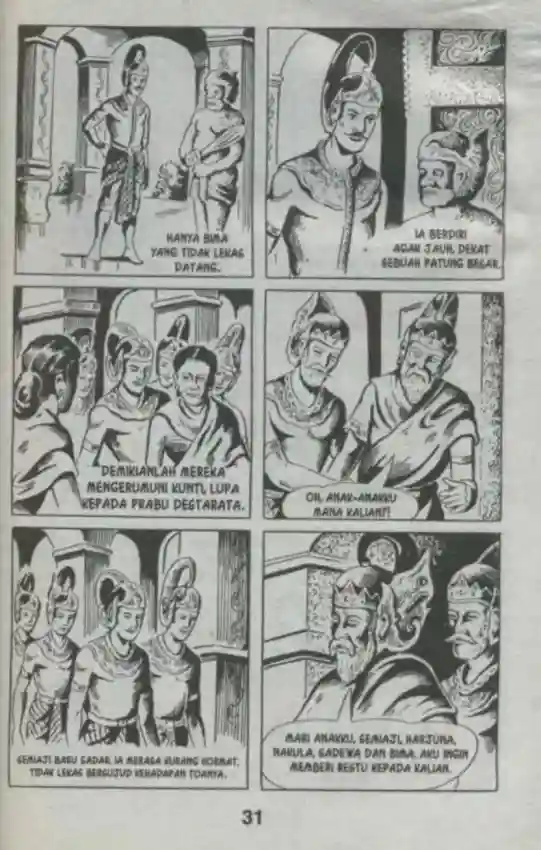 HANYA BIMA
YANG TIDAK LEKAS
DATANG.
IA BERDIRI
AGAK JAUH, DEKAT
SEBUAH PATUNG BESAR.
DEMIKIANLAH MEREKA
MENGERUMUNI KUNTI, LUPA
KEPADA PRABU DESTARATA.
OH, ANAK-ANAKKU
MANA KALIAN?!
SEMIAJI BARU SADAR. IA MERASA KURANG HORMAT.
TIDAK LEKAS BERSUJUD KEHADAPAN TOANYA.
MARI ANAKKU, SEMIAJI, HARJUNA,
NAKULA, SADEWA DAN BIMA. AKU INGIN
MEMBERI RESTU KEPADA KALIAN.
31